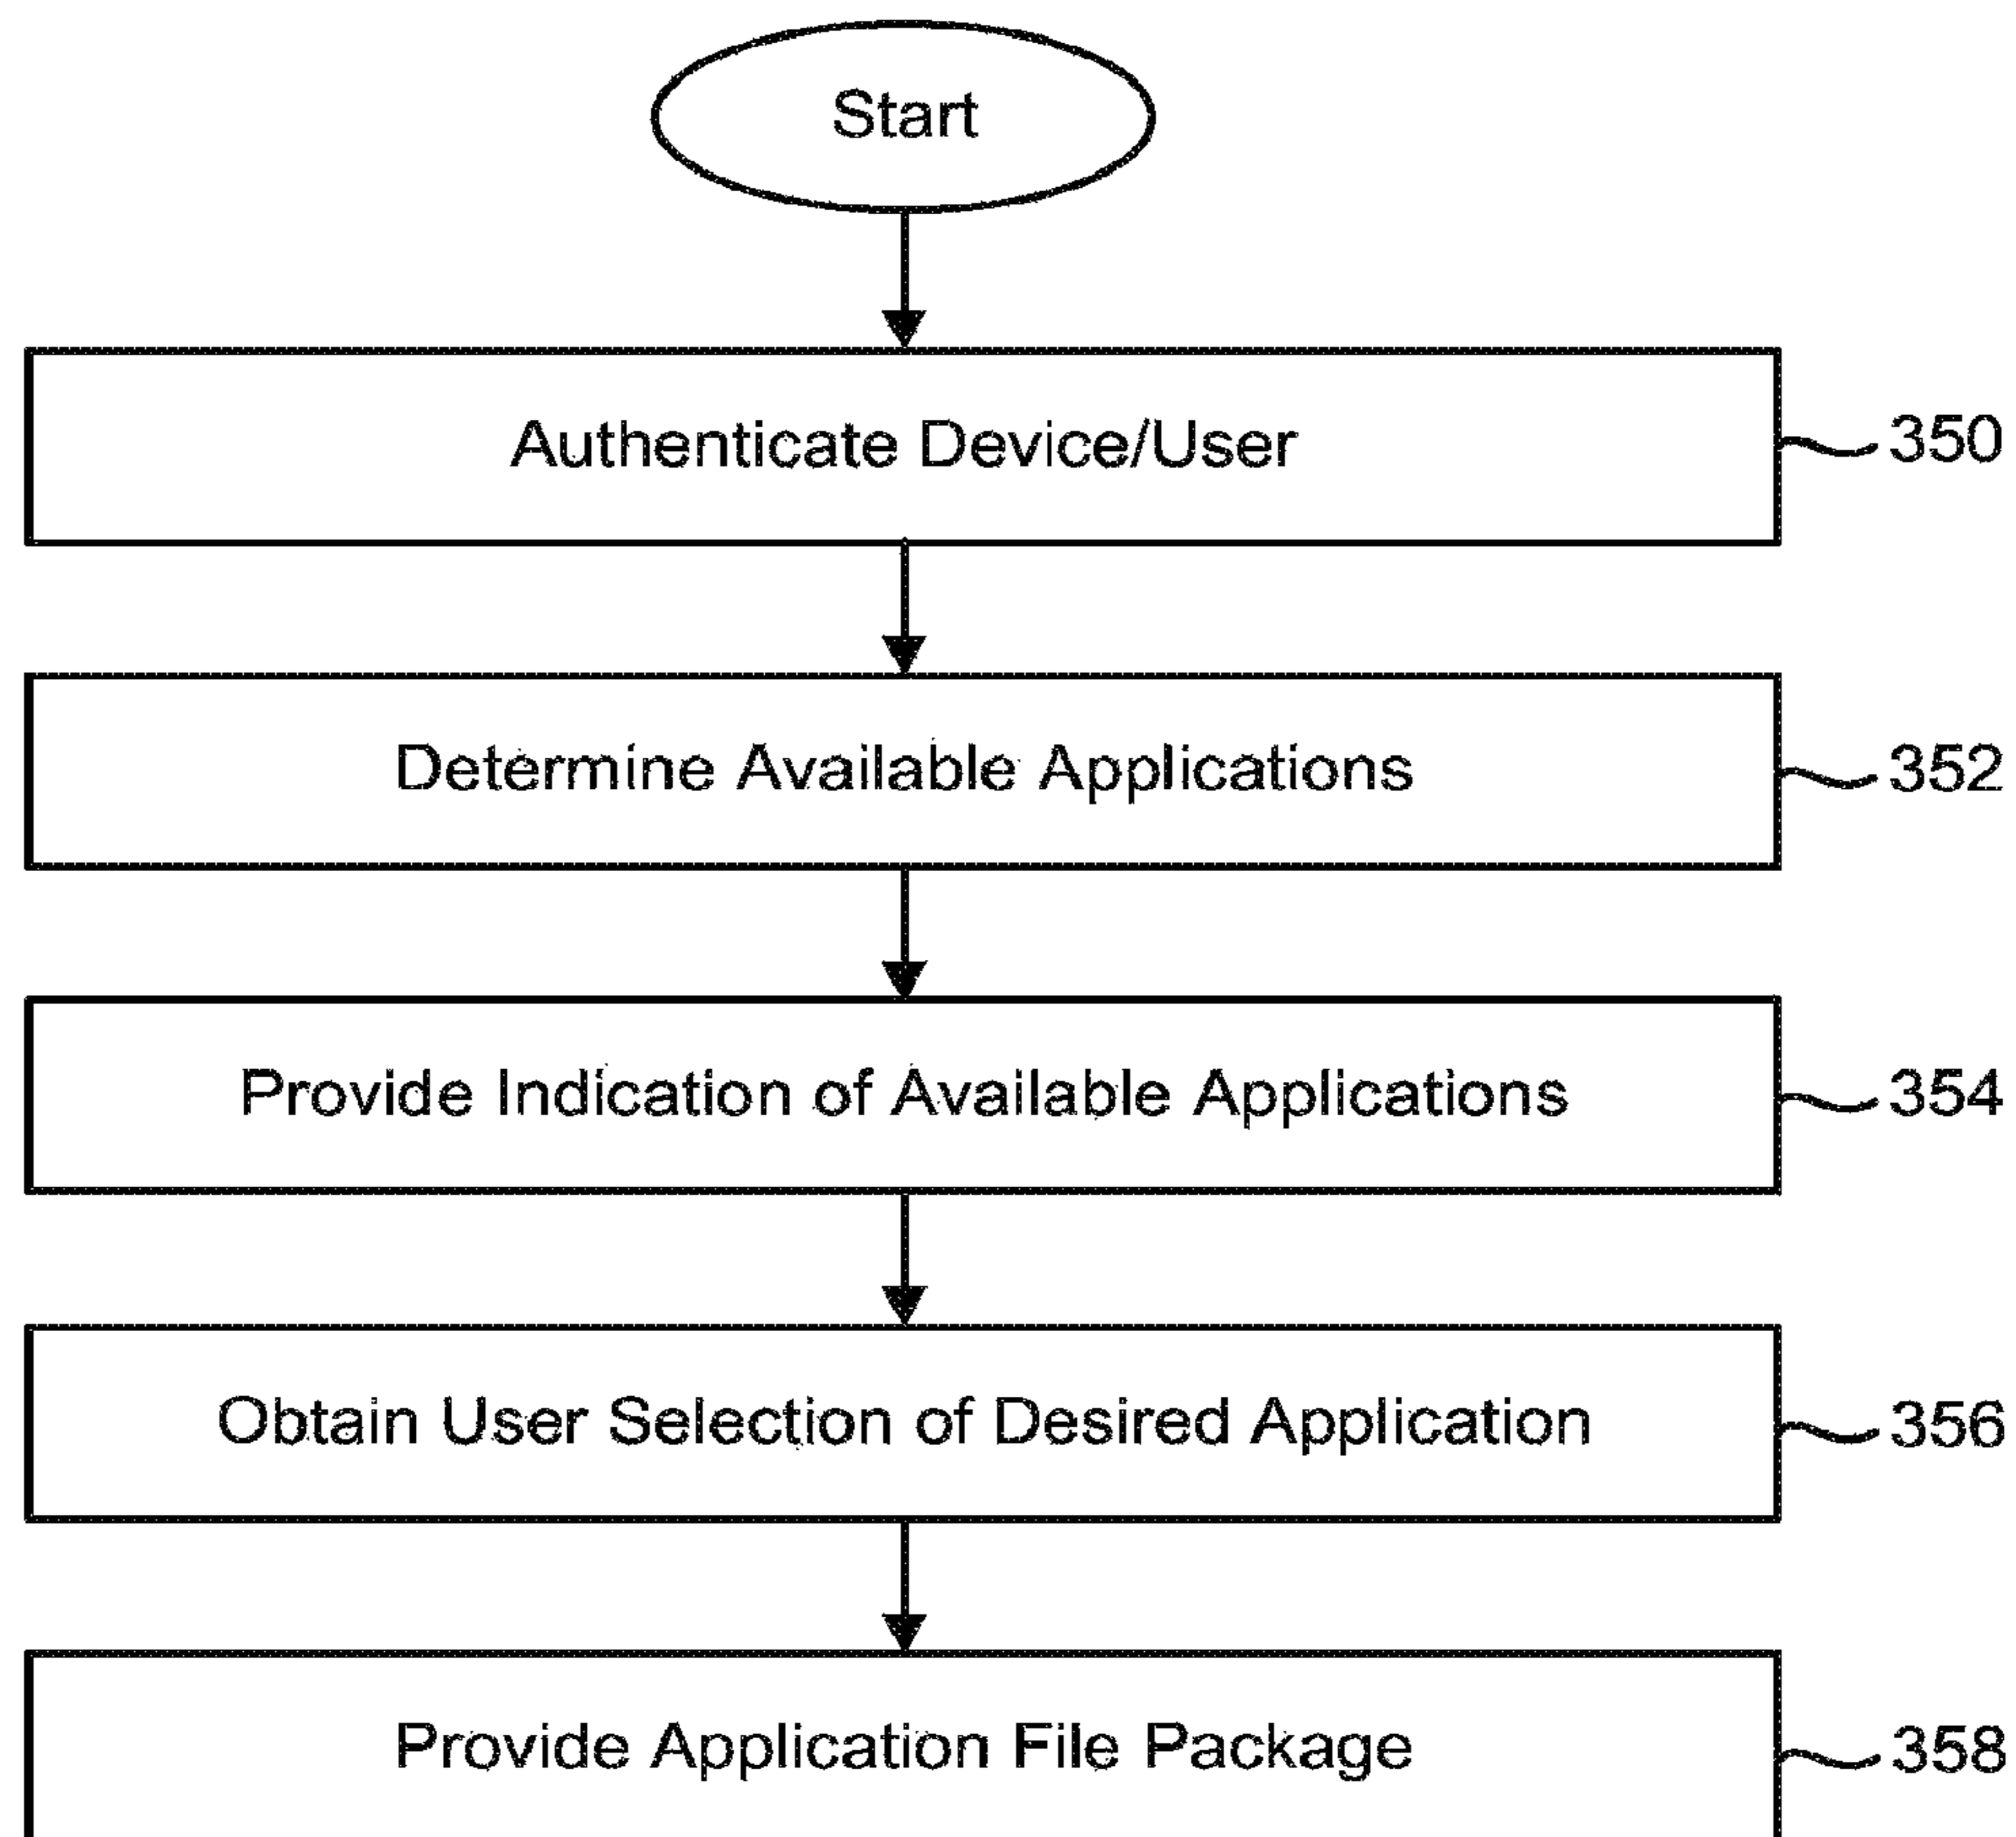 Start
Authenticate Device/User
350
Determine Available Applications
352
Provide Indication of Available Applications
354
Obtain User Selection of Desired Application
356
Provide Application File Package
358